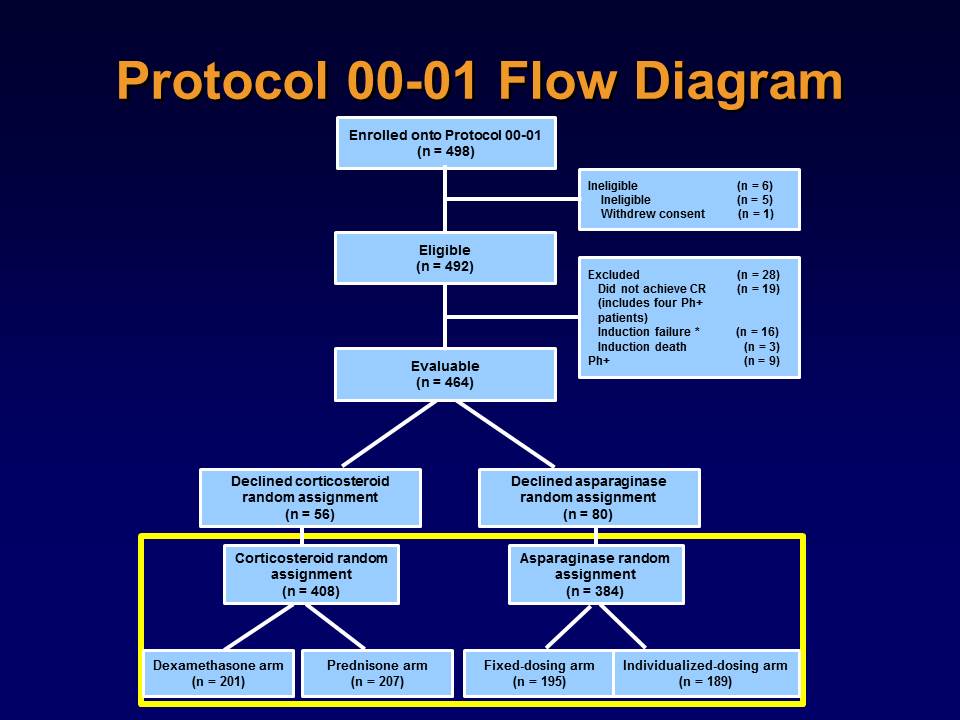 Protocol 00-01 Flow Diagram
Enrolled onto Protocol 00-01
(n = 498)
Ineligible (n = 6)
Ineligible (n = 5)
Withdrew consent (n = 1)
Eligible
(n = 492)
Excluded (n = 28)
Did not achieve CR (n = 19)
(includes four Ph+
patients)
Induction failure * (n = 16)
Induction death (n = 3)
Ph+ (n = 9)
Evaluable
(n = 464)
Declined corticosteroid
random assignment
(n = 56)
Declined asparaginase
random assignment
(n = 80)
Corticosteroid random
assignment
(n = 408)
Asparaginase random
assignment
(n = 384)
Dexamethasone arm
(n = 201)
Prednisone arm
(n = 207)
Fixed-dosing arm
(n = 195)
Individualized-dosing arm
(n = 189)